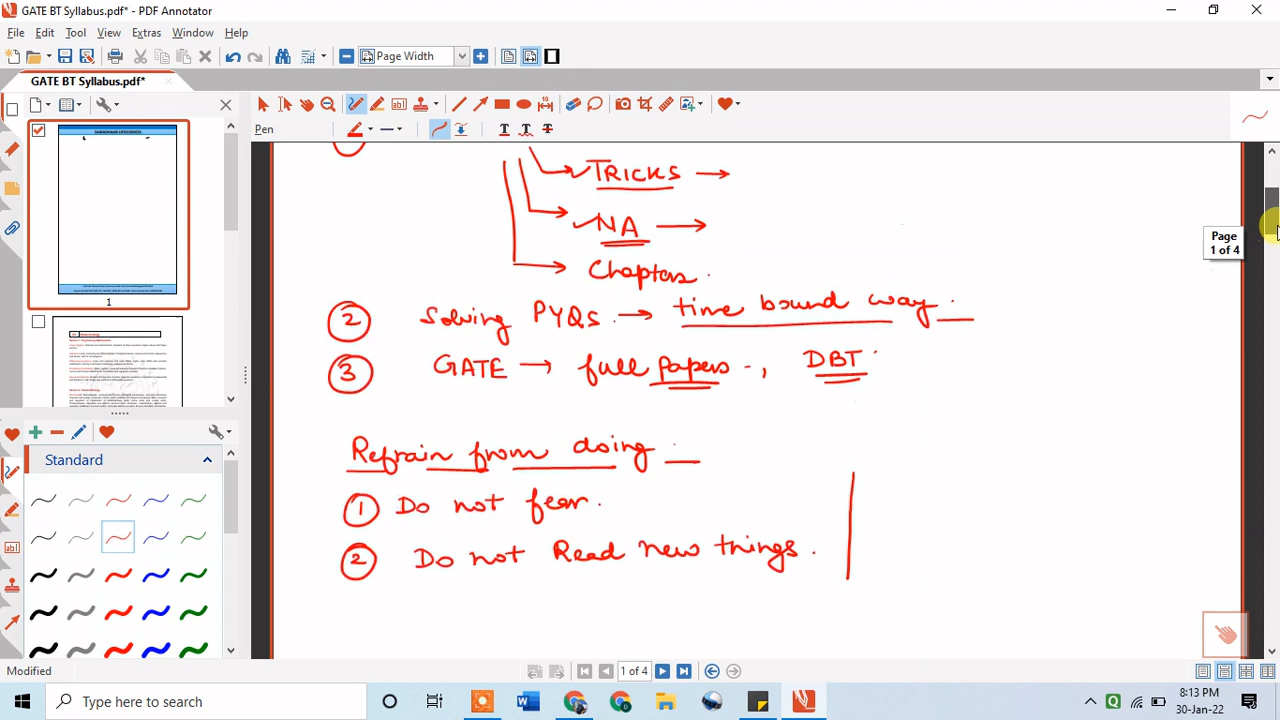 GATE BT Syllabus.pdf* - PDF Annotator
File Edit Tool View Extras Window Help
Page Width
GATE BT Syllabus.pdf*
Pen
1
Standard
TRICKS →
NA →
Chapters.
② Solving PYQs. → time bound way.
③ GATE → full Papers -, DBT
Refrain from doing
① Do not fear.
② Do not Read new things.
Page
1 of 4
Modified
1 of 4
Type here to search
8:13 PM
30-Jan-22